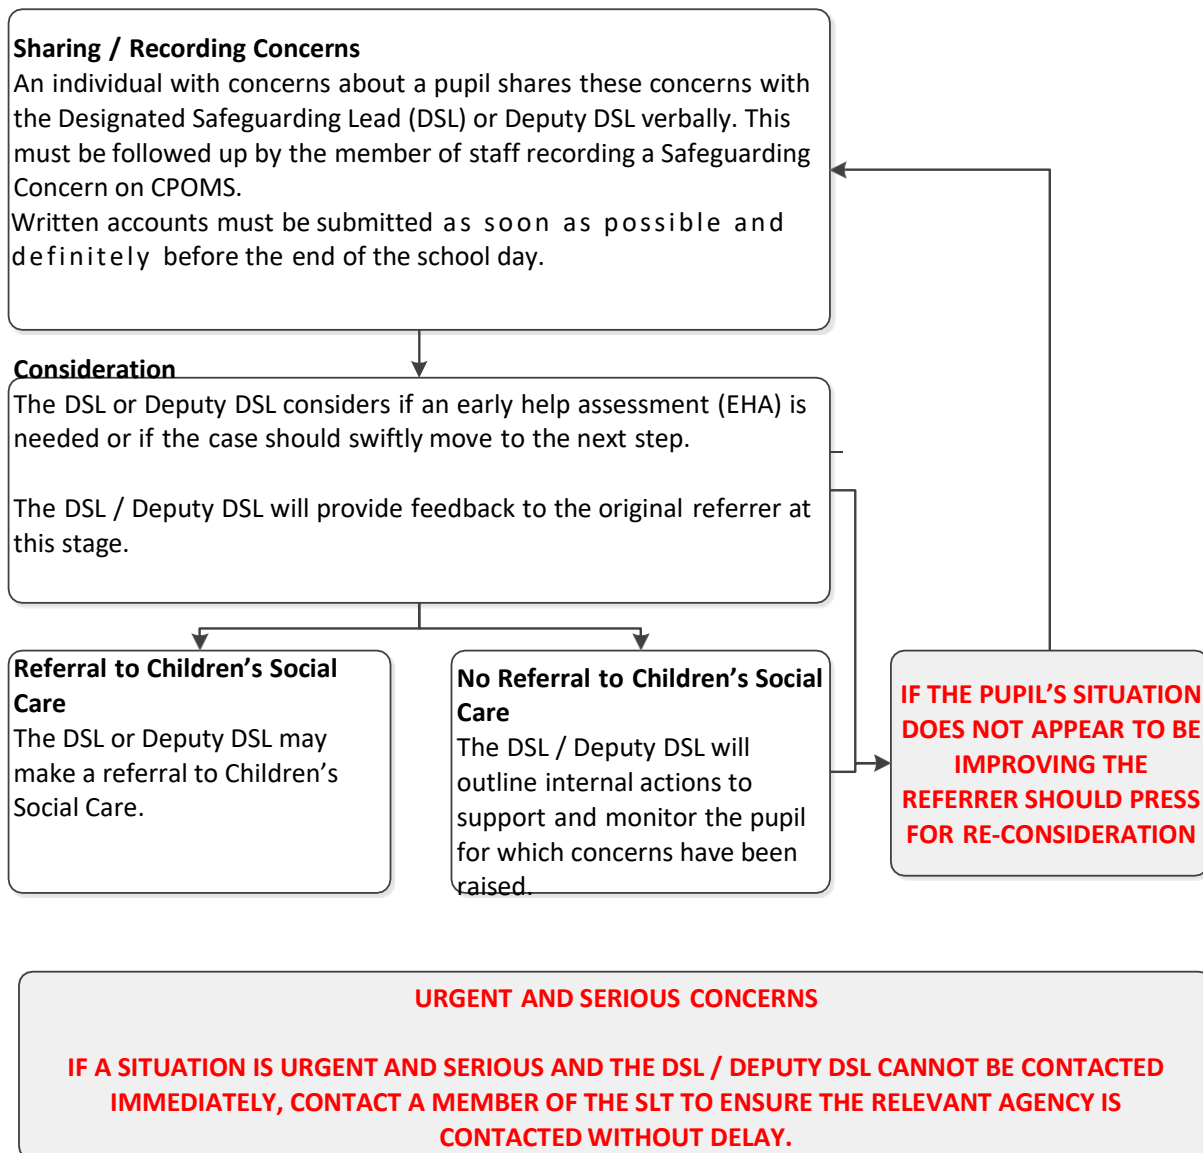 Sharing / Recording Concerns
An individual with concerns about a pupil shares these concerns with
the Designated Safeguarding Lead (DSL) or Deputy DSL verbally. This
must be followed up by the member of staff recording a Safeguarding
Concern on CPOMS.
Written accounts must be submitted as soon as possible and
definitely before the end of the school day.
Consideration
The DSL or Deputy DSL considers if an early help assessment (EHA) is
needed or if the case should swiftly move to the next step.
The DSL / Deputy DSL will provide feedback to the original referrer at
this stage.
Referral to Children’s Social
Care
The DSL or Deputy DSL may
make a referral to Children’s
Social Care.
No Referral to Children’s Social
Care
The DSL / Deputy DSL will
outline internal actions to
support and monitor the pupil
for which concerns have been
raised.
IF THE PUPIL’S SITUATION
DOES NOT APPEAR TO BE
IMPROVING THE
REFERRER SHOULD PRESS
FOR RE-CONSIDERATION
URGENT AND SERIOUS CONCERNS
IF A SITUATION IS URGENT AND SERIOUS AND THE DSL / DEPUTY DSL CANNOT BE CONTACTED
IMMEDIATELY, CONTACT A MEMBER OF THE SLT TO ENSURE THE RELEVANT AGENCY IS
CONTACTED WITHOUT DELAY.